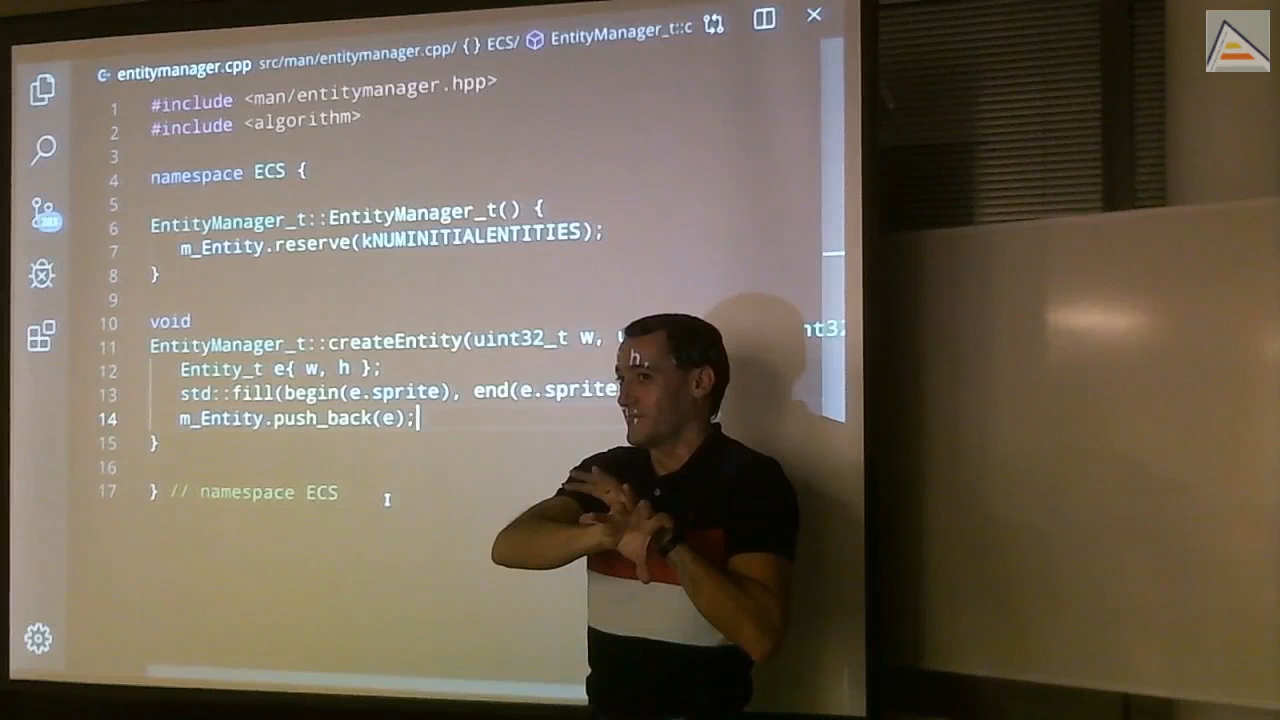 entitymanager.cpp src/man/entitymanager.cpp/ { } ECS/ EntityManager_t::c
1 #include <man/entitymanager.hpp>
2 #include <algorithm>
3
4 namespace ECS {
5
6 EntityManager_t::EntityManager_t() {
7 m_Entity.reserve(kNUMINITIALENTITIES);
8 }
9
10 void
11 EntityManager_t::createEntity(uint32_t w, h,
12 Entity_t e{ w, h };
13 std::fill(begin(e.sprite), end(e.sprite
14 m_Entity.push_back(e);
15 }
16
17 } // namespace ECS